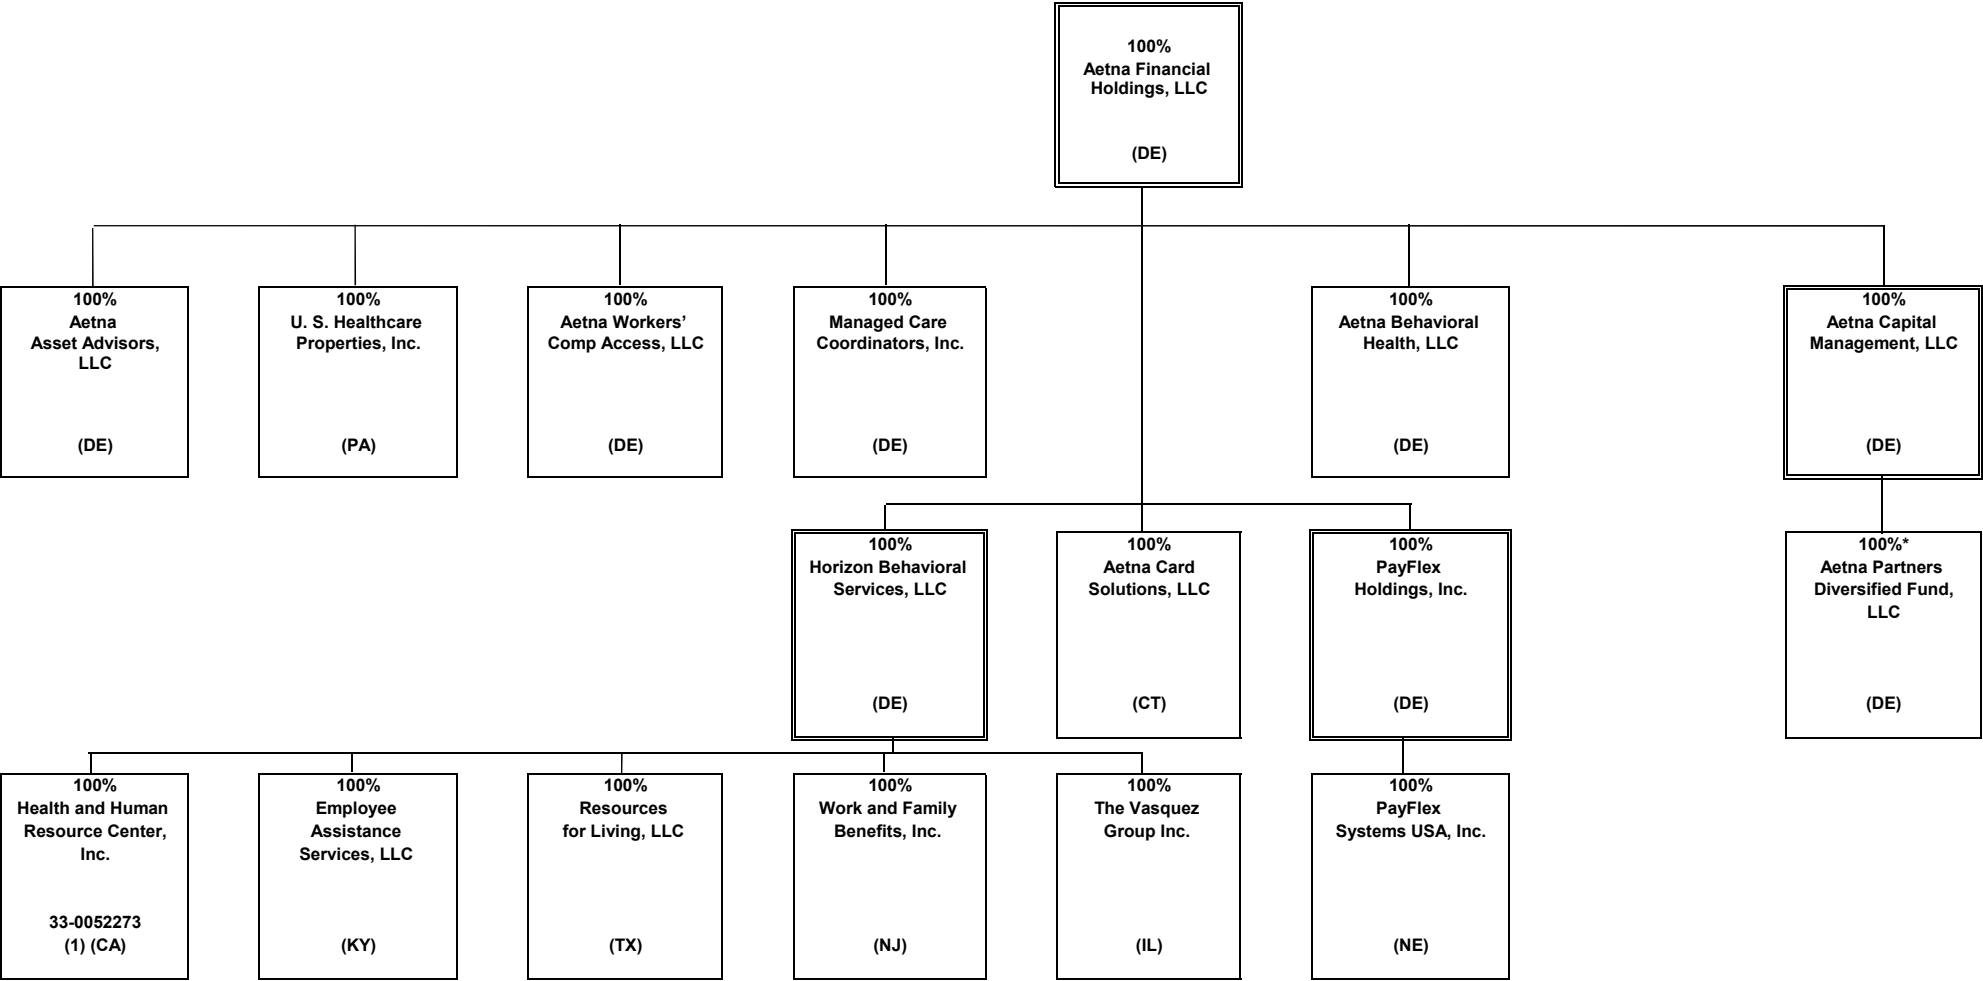 100%
Aetna Financial
Holdings, LLC
(DE)
100%
Aetna
Asset Advisors,
LLC
(DE)
100%
U. S. Healthcare
Properties, Inc.
(PA)
100%
Aetna Workers’
Comp Access, LLC
(DE)
100%
Managed Care
Coordinators, Inc.
(DE)
100%
Aetna Behavioral
Health, LLC
(DE)
100%
Aetna Capital
Management, LLC
(DE)
100%
Horizon Behavioral
Services, LLC
(DE)
100%
Aetna Card
Solutions, LLC
(CT)
100%
PayFlex
Holdings, Inc.
(DE)
100%*
Aetna Partners
Diversified Fund,
LLC
(DE)
100%
Health and Human
Resource Center,
Inc.
33-0052273
(1) (CA)
100%
Employee
Assistance
Services, LLC
(KY)
100%
Resources
for Living, LLC
(TX)
100%
Work and Family
Benefits, Inc.
(NJ)
100%
The Vasquez
Group Inc.
(IL)
100%
PayFlex
Systems USA, Inc.
(NE)